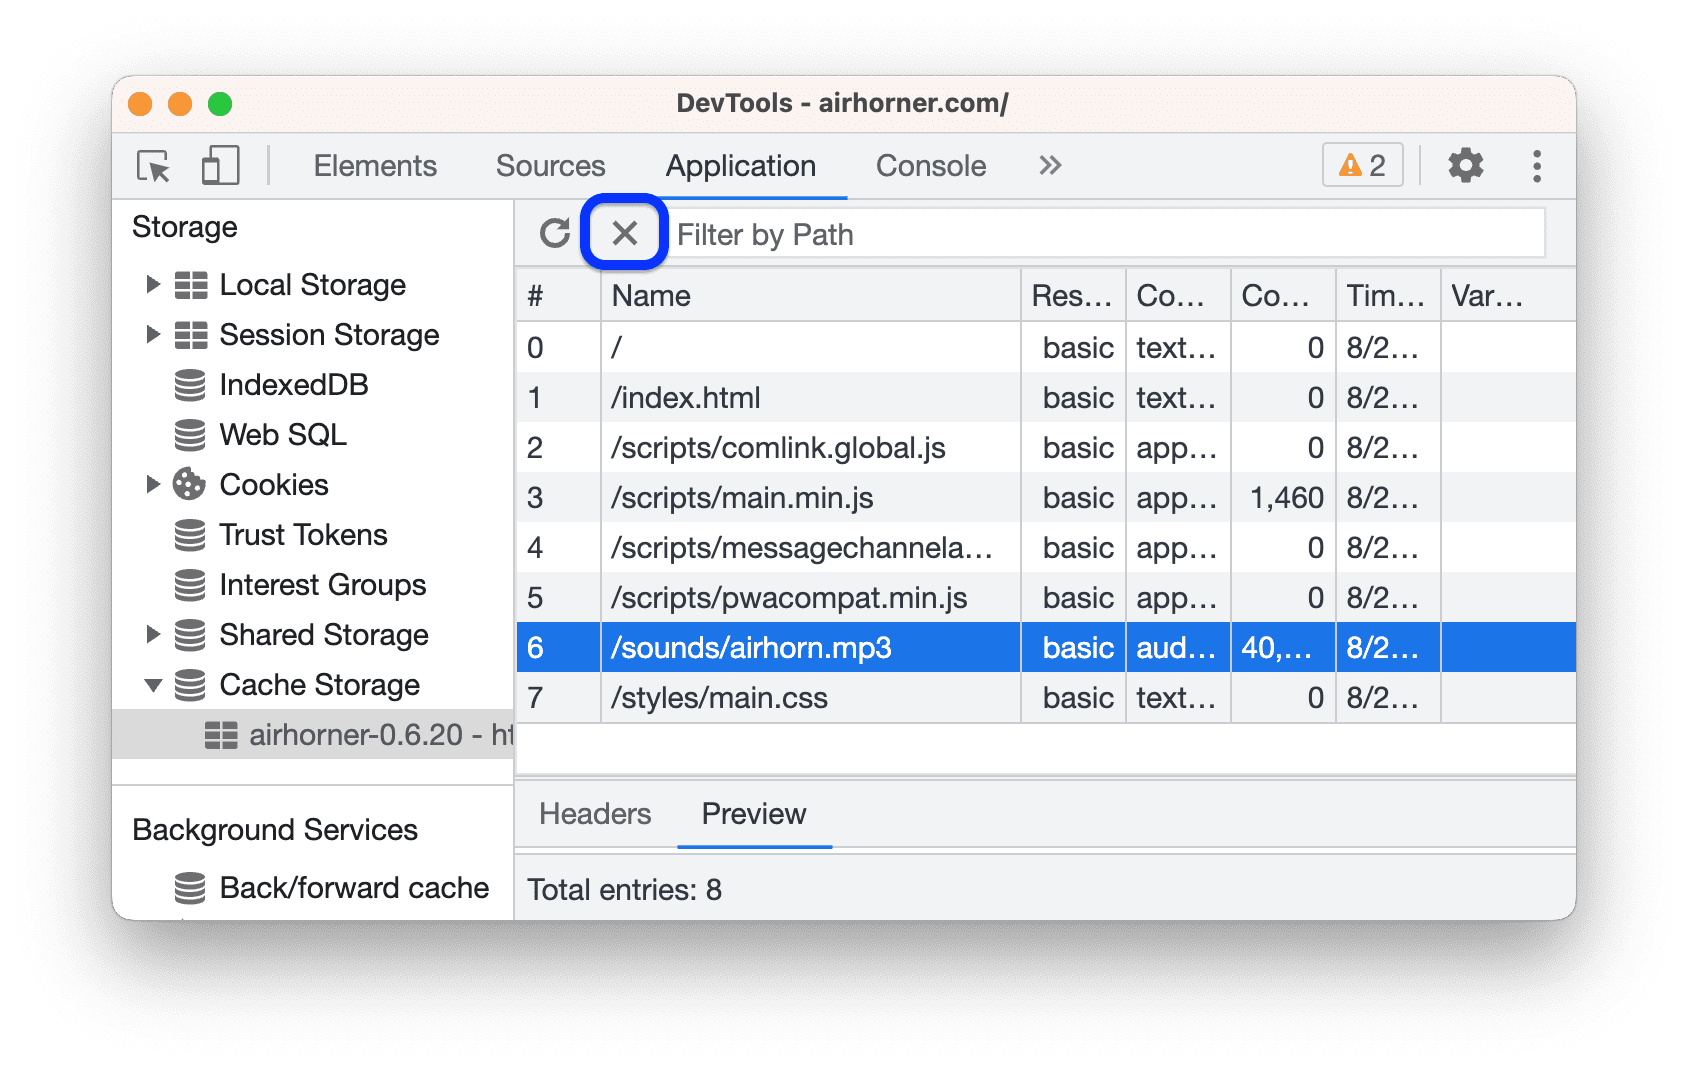 DevTools - airhorner.com/
Elements Sources Application Console 2
Storage
Local Storage
Session Storage
IndexedDB
Web SQL
Cookies
Trust Tokens
Interest Groups
Shared Storage
Cache Storage
airhorner-0.6.20 - ht
Background Services
Back/forward cache
Filter by Path
# Name Res… Co… Co… Tim… Var…
0 / basic text… 0 8/2…
1 /index.html basic text… 0 8/2…
2 /scripts/comlink.global.js basic app… 0 8/2…
3 /scripts/main.min.js basic app… 1,460 8/2…
4 /scripts/messagechannela… basic app… 0 8/2…
5 /scripts/pwacompat.min.js basic app… 0 8/2…
6 /sounds/airhorn.mp3 basic aud… 40,… 8/2…
7 /styles/main.css basic text… 0 8/2…
Headers Preview
Total entries: 8